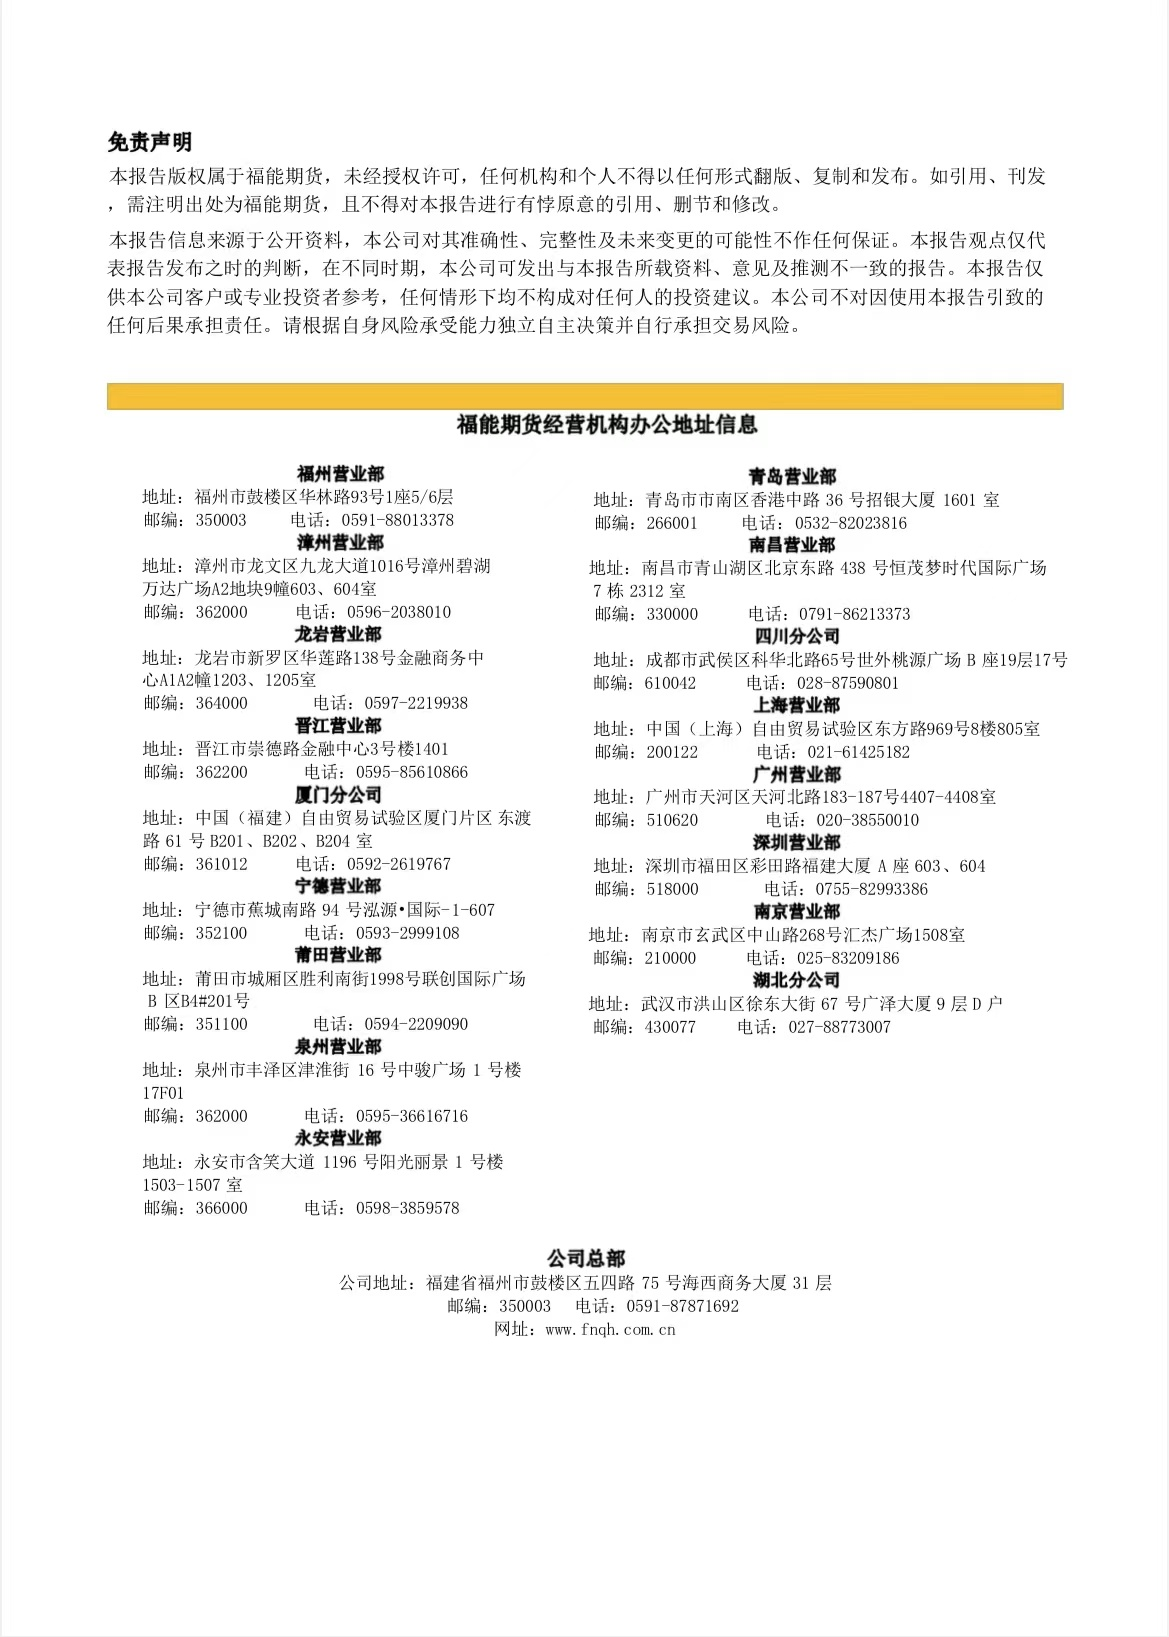 免责声明
本报告版权属于福能期货，未经授权许可，任何机构和个人不得以任何形式翻版、复制和发布。如引用、刊发
，需注明出处为福能期货，且不得对本报告进行有悖原意的引用、删节和修改。
本报告信息来源于公开资料，本公司对其准确性、完整性及未来变更的可能性不作任何保证。本报告观点仅代
表报告发布之时的判断，在不同时期，本公司可发出与本报告所载资料、意见及推测不一致的报告。本报告仅
供本公司客户或专业投资者参考，任何情形下均不构成对任何人的投资建议。本公司不对因使用本报告引致的
任何后果承担责任。请根据自身风险承受能力独立自主决策并自行承担交易风险。
福能期货经营机构办公地址信息
福州营业部
地址：福州市鼓楼区华林路93号1座5/6层
邮编：350003 电话：0591-88013378
漳州营业部
地址：漳州市龙文区九龙大道1016号漳州碧湖
万达广场A2地块9幢603、604室
邮编：362000 电话：0596-2038010
龙岩营业部
地址：龙岩市新罗区华莲路138号金融商务中
心A1A2幢1203、1205室
邮编：364000 电话：0597-2219938
晋江营业部
地址：晋江市崇德路金融中心3号楼1401
邮编：362200 电话：0595-85610866
厦门分公司
地址：中国（福建）自由贸易试验区厦门片区 东渡
路 61 号 B201、B202、B204 室
邮编：361012 电话：0592-2619767
宁德营业部
地址：宁德市蕉城南路 94 号泓源•国际-1-607
邮编：352100 电话：0593-2999108
莆田营业部
地址：莆田市城厢区胜利南街1998号联创国际广场
B 区B4#201号
邮编：351100 电话：0594-2209090
泉州营业部
地址：泉州市丰泽区津淮街 16 号中骏广场 1 号楼
17F01
邮编：362000 电话：0595-36616716
永安营业部
地址：永安市含笑大道 1196 号阳光丽景 1 号楼
1503-1507 室
邮编：366000 电话：0598-3859578
青岛营业部
地址：青岛市市南区香港中路 36 号招银大厦 1601 室
邮编：266001 电话：0532-82023816
南昌营业部
地址：南昌市青山湖区北京东路 438 号恒茂梦时代国际广场
7 栋 2312 室
邮编：330000 电话：0791-86213373
四川分公司
地址：成都市武侯区科华北路65号世外桃源广场 B 座19层17号
邮编：610042 电话：028-87590801
上海营业部
地址：中国（上海）自由贸易试验区东方路969号8楼805室
邮编：200122 电话：021-61425182
广州营业部
地址：广州市天河区天河北路183-187号4407-4408室
邮编：510620 电话：020-38550010
深圳营业部
地址：深圳市福田区彩田路福建大厦 A 座 603、604
邮编：518000 电话：0755-82993386
南京营业部
地址：南京市玄武区中山路268号汇杰广场1508室
邮编：210000 电话：025-83209186
湖北分公司
地址：武汉市洪山区徐东大街 67 号广泽大厦 9 层 D 户
邮编：430077 电话：027-88773007
公司总部
公司地址：福建省福州市鼓楼区五四路 75 号海西商务大厦 31 层
邮编：350003 电话：0591-87871692
网址：www.fnqh.com.cn